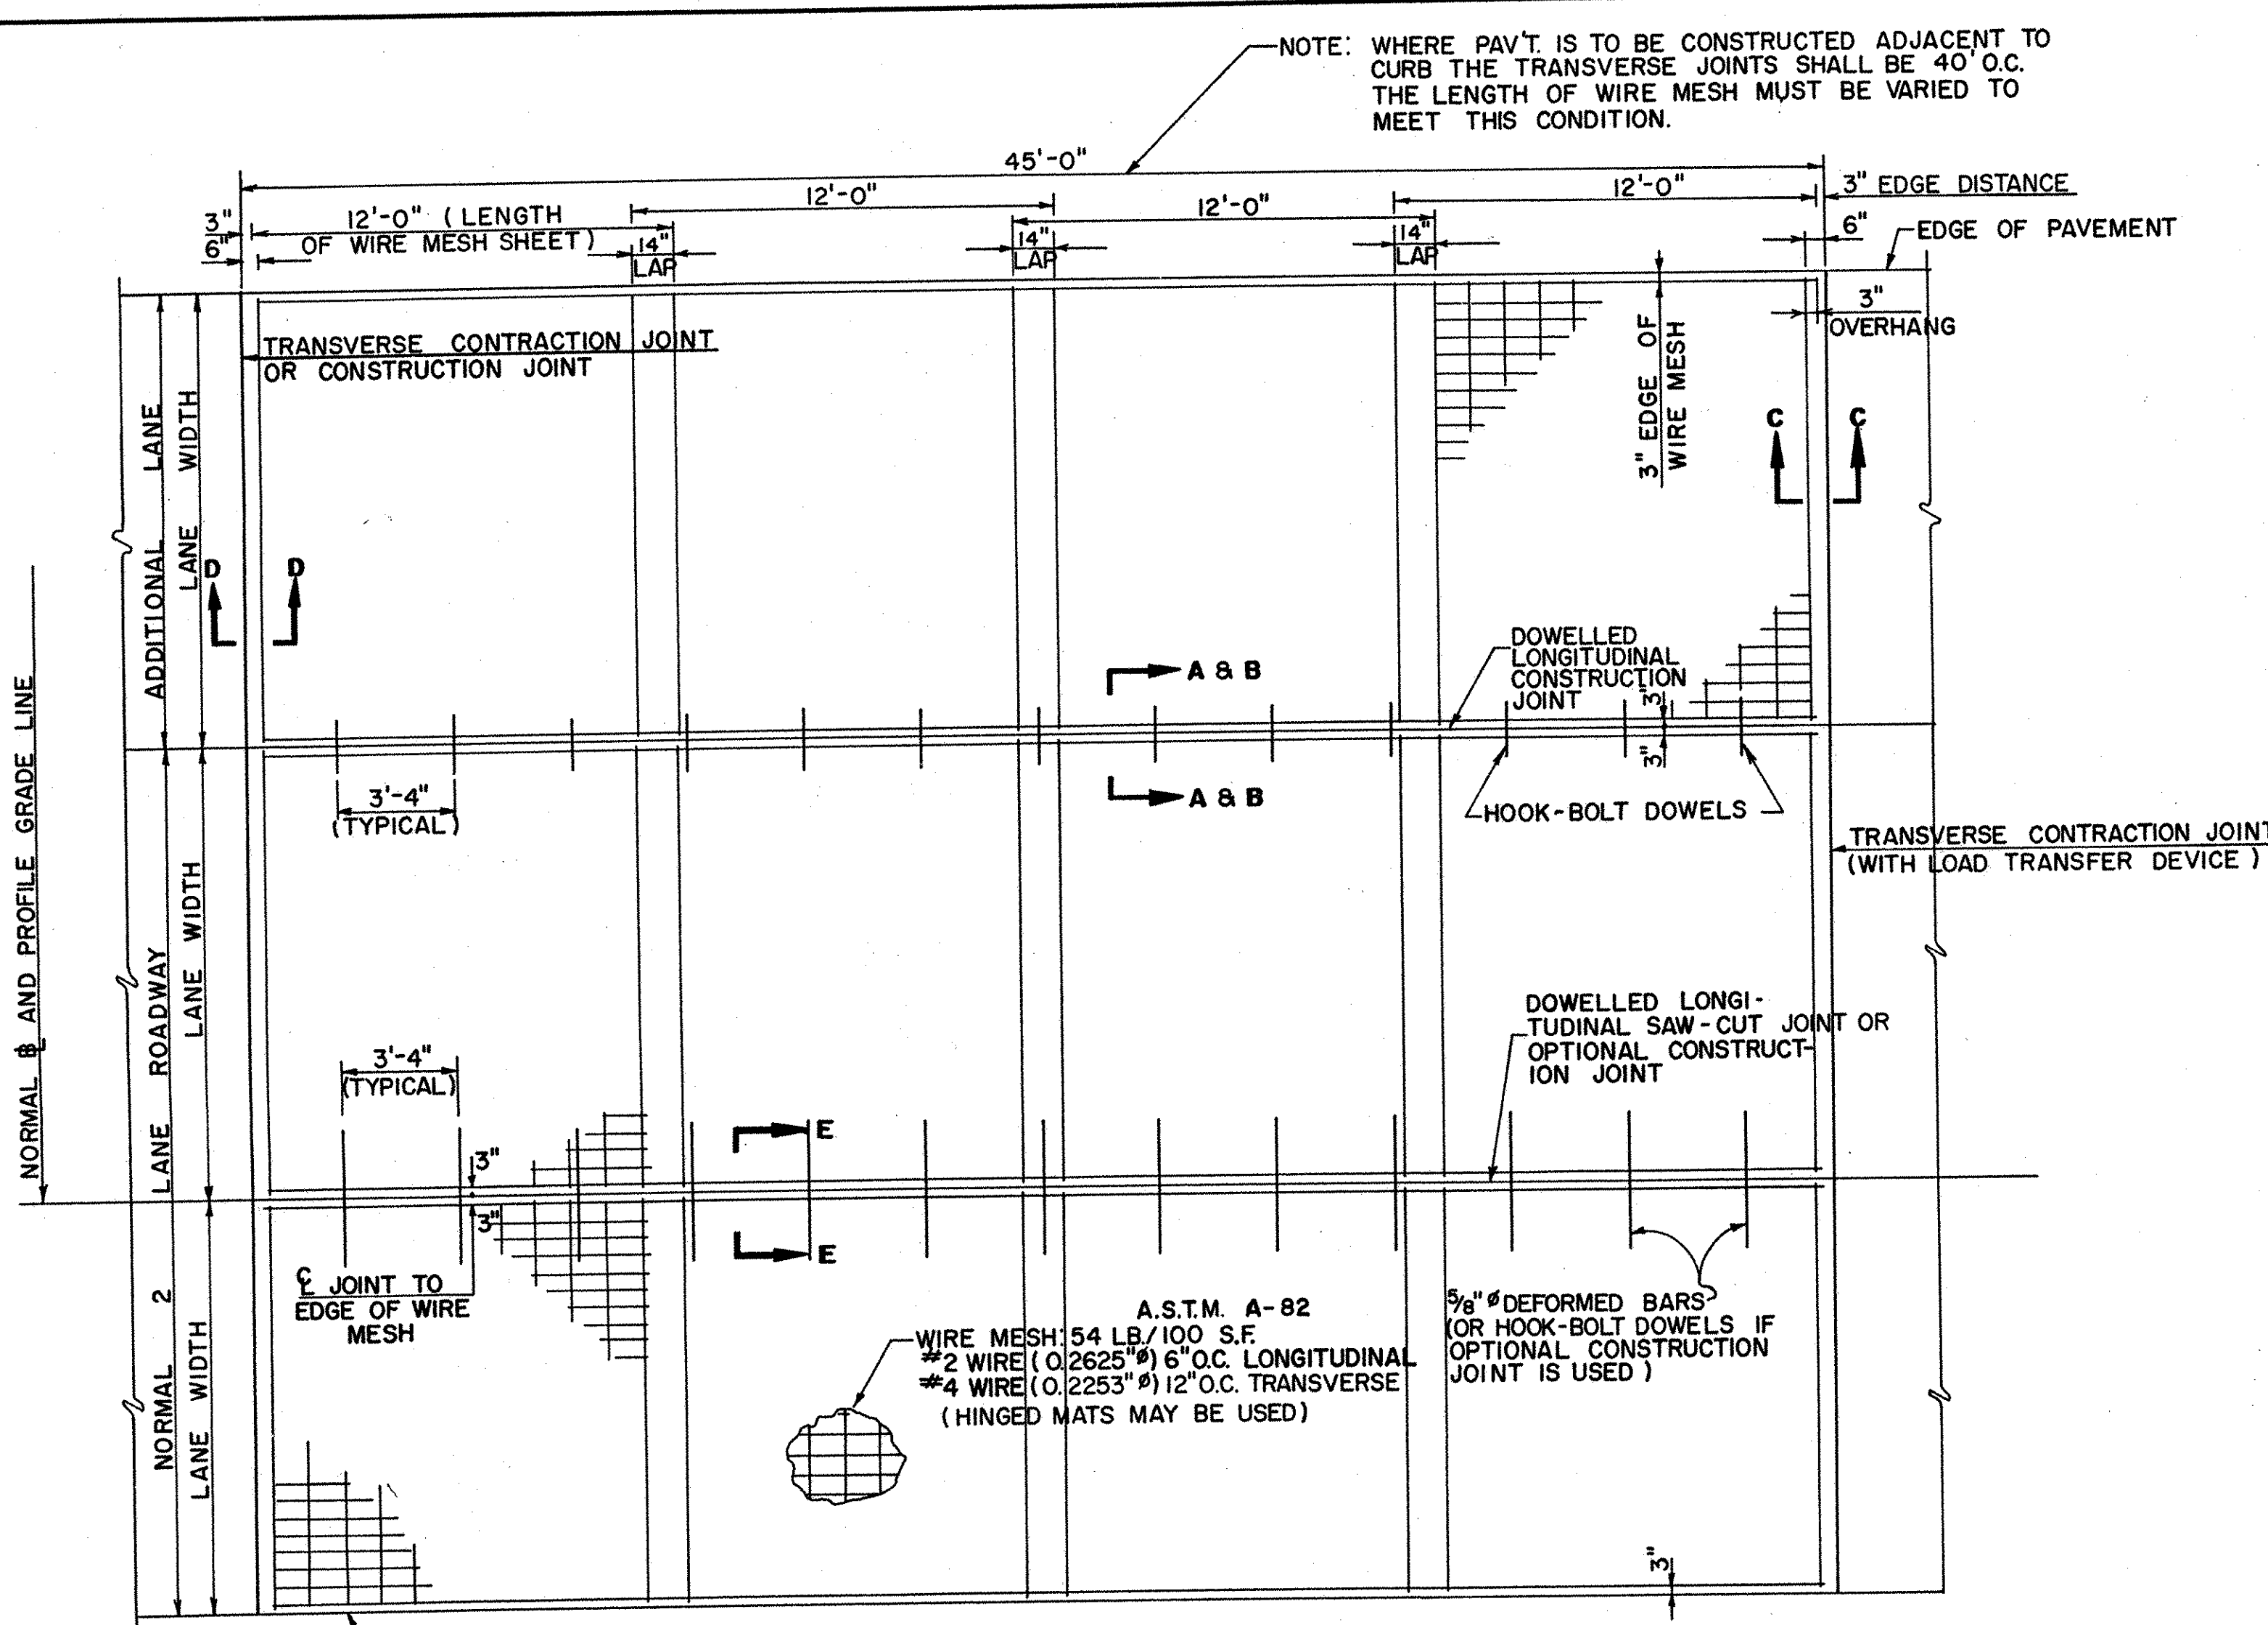 NOTE: WHERE PAV'T. IS TO BE CONSTRUCTED ADJACENT TO
CURB THE TRANSVERSE JOINTS SHALL BE 40' O.C.
THE LENGTH OF WIRE MESH MUST BE VARIED TO
MEET THIS CONDITION.
45'-0"
12'-0"
12'-0"
12'-0"
3" EDGE DISTANCE
3"
6"
12'-0" (LENGTH
OF WIRE MESH SHEET)
14"
LAP
14"
LAP
14"
LAP
6"
EDGE OF PAVEMENT
3"
OVERHANG
TRANSVERSE CONTRACTION JOINT
OR CONSTRUCTION JOINT
3" EDGE OF
WIRE MESH
C
C
ADDITIONAL LANE
LANE WIDTH
D
D
DOWELLED
LONGITUDINAL
CONSTRUCTION
JOINT
3"
3"
A & B
A & B
3'-4"
(TYPICAL)
HOOK-BOLT DOWELS
TRANSVERSE CONTRACTION JOINT
(WITH LOAD TRANSFER DEVICE)
NORMAL B AND PROFILE GRADE LINE
NORMAL 2 LANE ROADWAY
LANE WIDTH
LANE WIDTH
DOWELLED LONGI-
TUDINAL SAW-CUT JOINT OR
OPTIONAL CONSTRUCT-
ION JOINT
3'-4"
(TYPICAL)
3"
3"
E
E
℄ JOINT TO
EDGE OF WIRE
MESH
A.S.T.M. A-82
WIRE MESH: 54 LB./100 S.F.
#2 WIRE (0.2625"ø) 6" O.C. LONGITUDINAL
#4 WIRE (0.2253"ø) 12" O.C. TRANSVERSE
(HINGED MATS MAY BE USED)
5/8" ø DEFORMED BARS
(OR HOOK-BOLT DOWELS IF
OPTIONAL CONSTRUCTION
JOINT IS USED)
3"